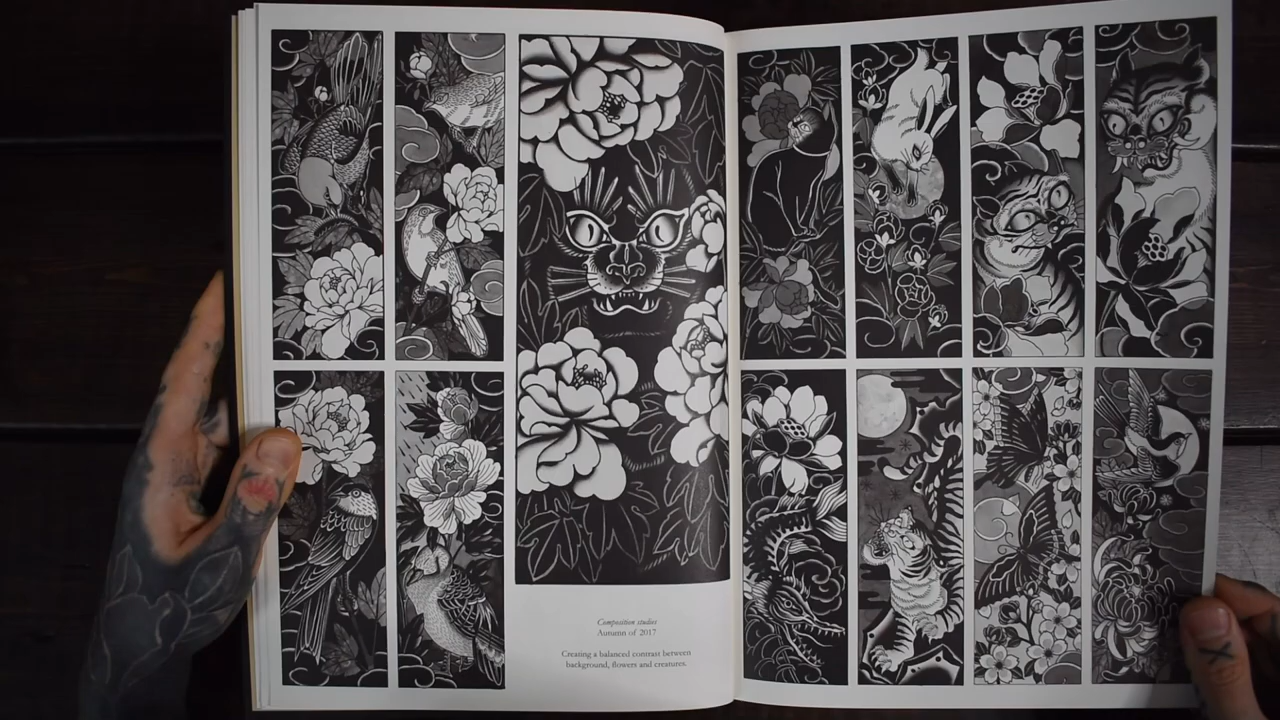 Composition studies
Autumn of 2017
Creating a balanced contrast between
background, flowers and creatures.